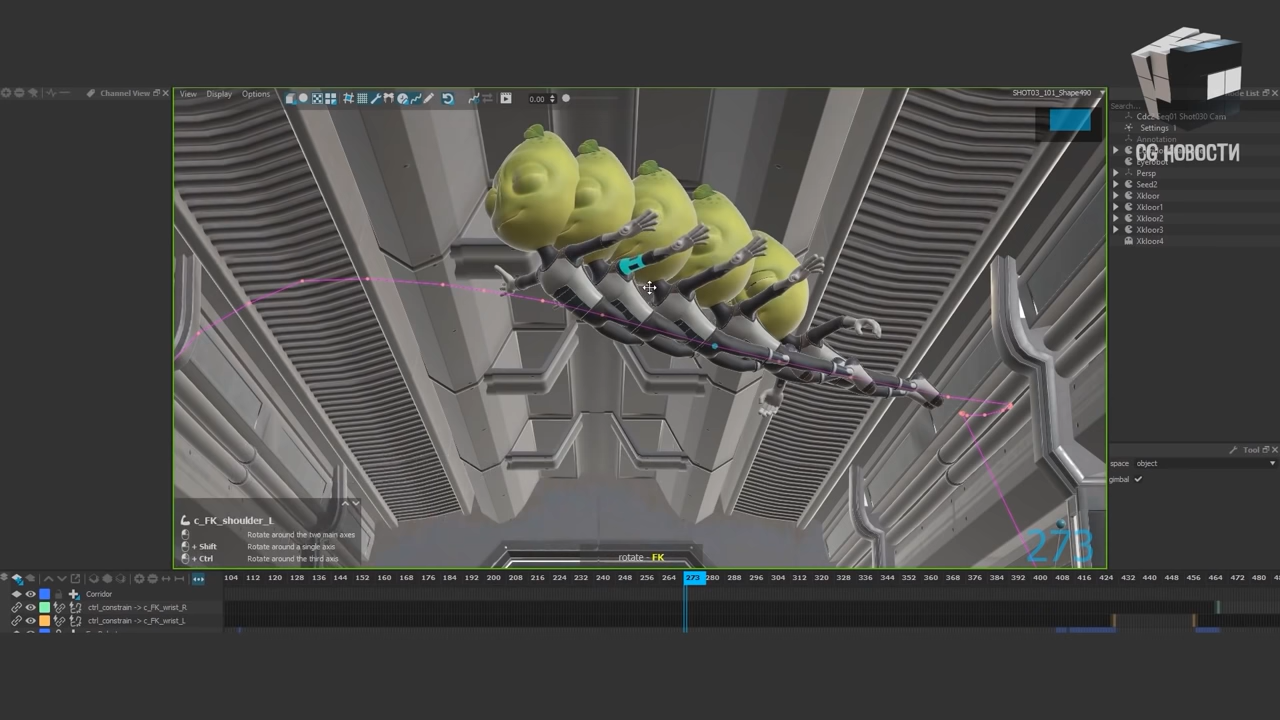 Channel View
View Display Options
0.00
SHOT03_101_Shape490
List
Search...
Settings
Annotation
CG НОВОСТИ
Persp
Seed2
Xkloor
Xkloor1
Xkloor2
Xkloor3
Xkloor4
Tool
space object
gimbal
c_FK_shoulder_L
Rotate around the two main axes
+ Shift Rotate around a single axis
+ Ctrl Rotate around the third axis
rotate - FK
273
104 112 120 128 136 144 152 160 168 176 184 192 200 208 216 224 232 240 248 256 264 273 280 288 296 304 312 320 328 336 344 352 360 368 376 384 392 400 408 416 424 432 440 448 456 464 472 480
Corridor
ctrl_constrain -> c_FK_wrist_R
ctrl_constrain -> c_FK_wrist_L